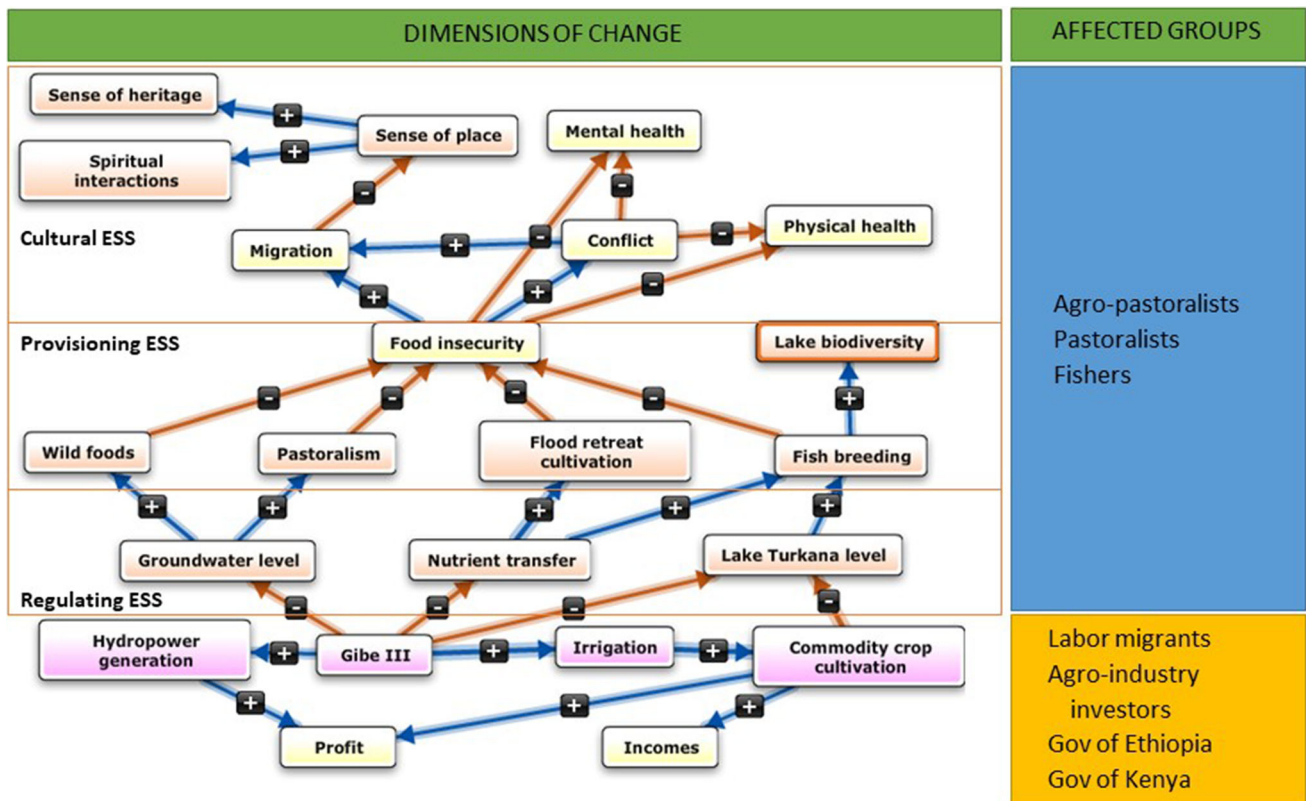 DIMENSIONS OF CHANGE
AFFECTED GROUPS
Sense of heritage
+
Sense of place
Mental health
+
Spiritual
interactions
-
-
Physical health
Cultural ESS
Migration
+
-
Conflict
-
+
+
-
Provisioning ESS
Food insecurity
Lake biodiversity
-
-
-
-
+
Wild foods
Pastoralism
Flood retreat
cultivation
Fish breeding
+
+
+
+
+
Groundwater level
Nutrient transfer
Lake Turkana level
Regulating ESS
-
-
-
-
Hydropower
generation
+
Gibe III
+
Irrigation
+
Commodity crop
cultivation
+
+
+
Profit
Incomes
Agro-pastoralists
Pastoralists
Fishers
Labor migrants
Agro-industry
investors
Gov of Ethiopia
Gov of Kenya